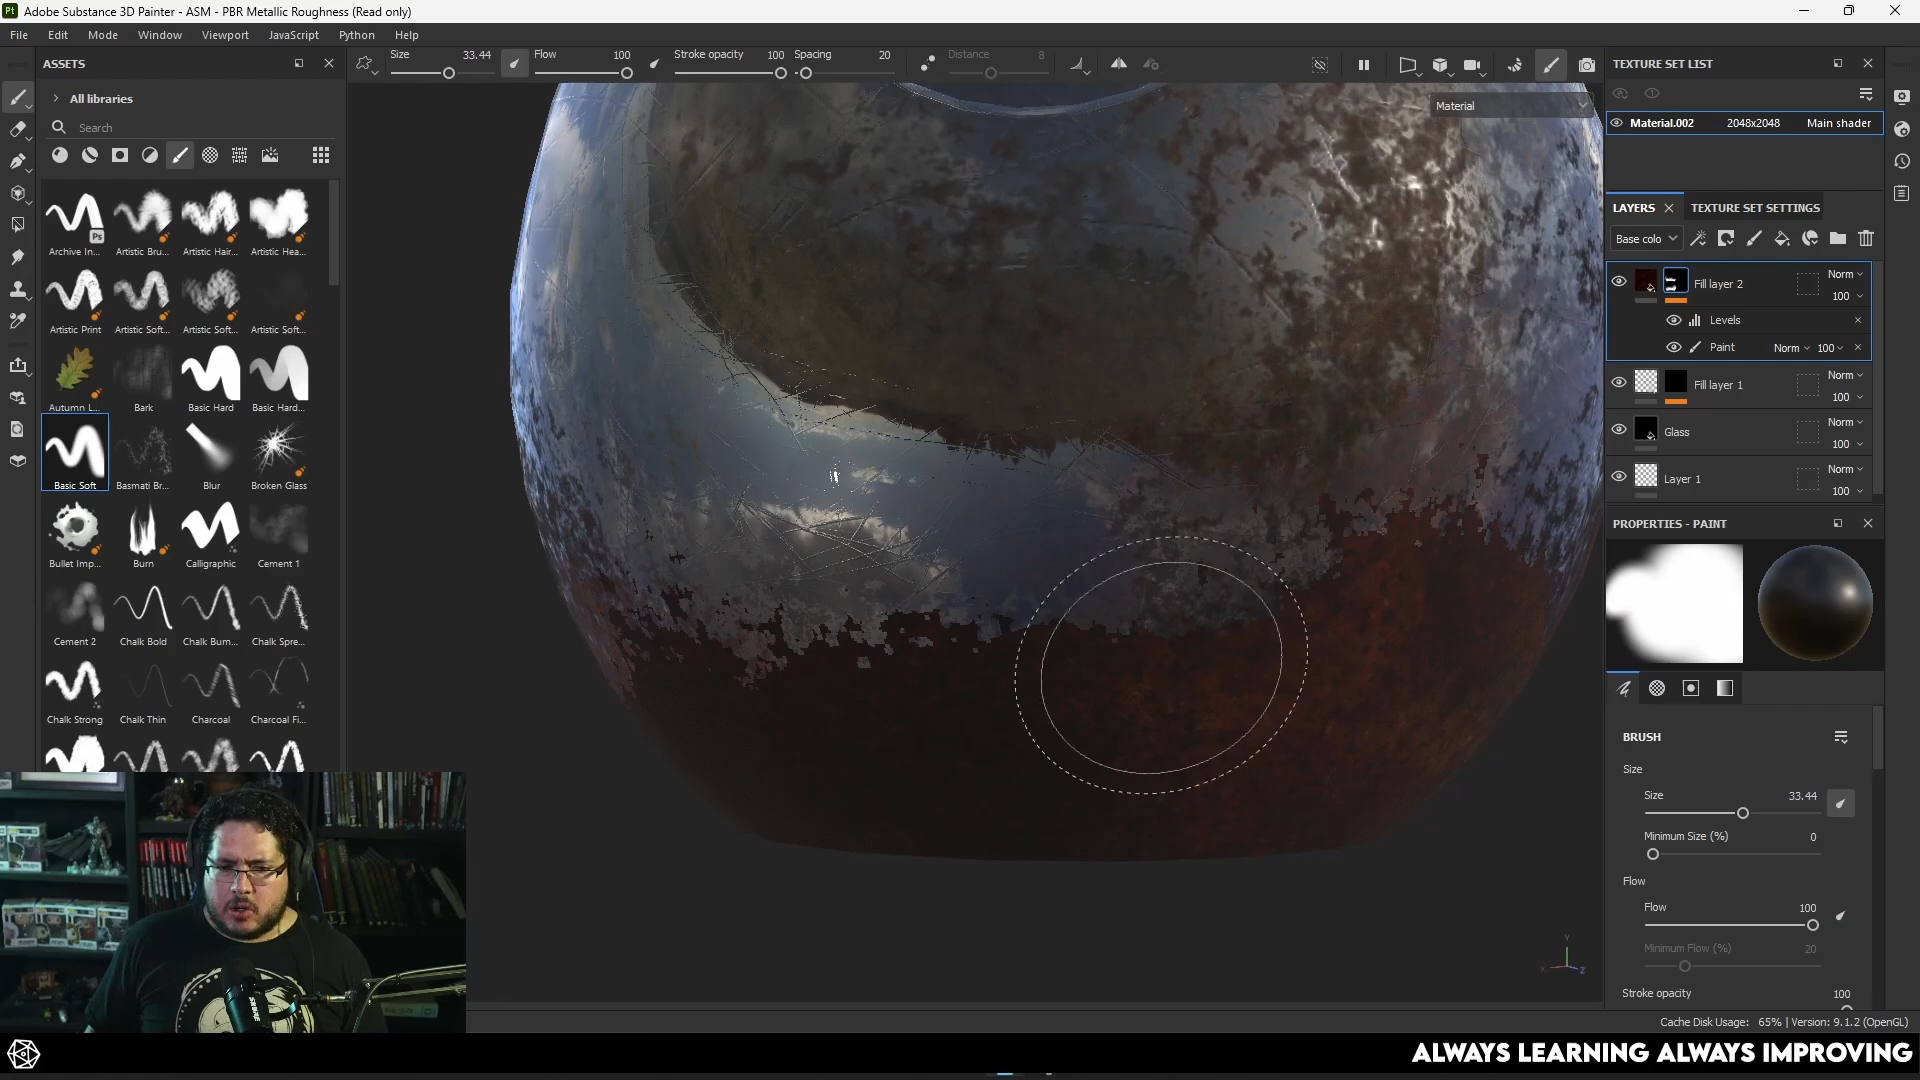 Adobe Substance 3D Painter - ASM - PBR Metallic Roughness (Read only)
File Edit Mode Window Viewport JavaScript Python Help
ASSETS
All libraries
Search
Archive In... Artistic Bru... Artistic Hair... Artistic Hea...
Artistic Print Artistic Soft... Artistic Soft... Artistic Soft...
Autumn L... Bark Basic Hard Basic Hard...
Basic Soft Basmati Br... Blur Broken Glass
Bullet Imp... Burn Calligraphic Cement 1
Cement 2 Chalk Bold Chalk Bum... Chalk Spre...
Chalk Strong Chalk Thin Charcoal Charcoal Fi...
Size 33.44 Flow 100 Stroke opacity 100 Spacing 20 Distance 8
Material
TEXTURE SET LIST
Material.002 2048x2048 Main shader
LAYERS TEXTURE SET SETTINGS
Base colo
Fill layer 2 Norm 100
Levels
Paint Norm 100
Fill layer 1 Norm 100
Glass Norm 100
Layer 1 Norm 100
PROPERTIES - PAINT
BRUSH
Size
Size 33.44
Minimum Size (%) 0
Flow
Flow 100
Minimum Flow (%) 20
Stroke opacity 100
Cache Disk Usage: 65% | Version: 9.1.2 (OpenGL)
ALWAYS LEARNING ALWAYS IMPROVING